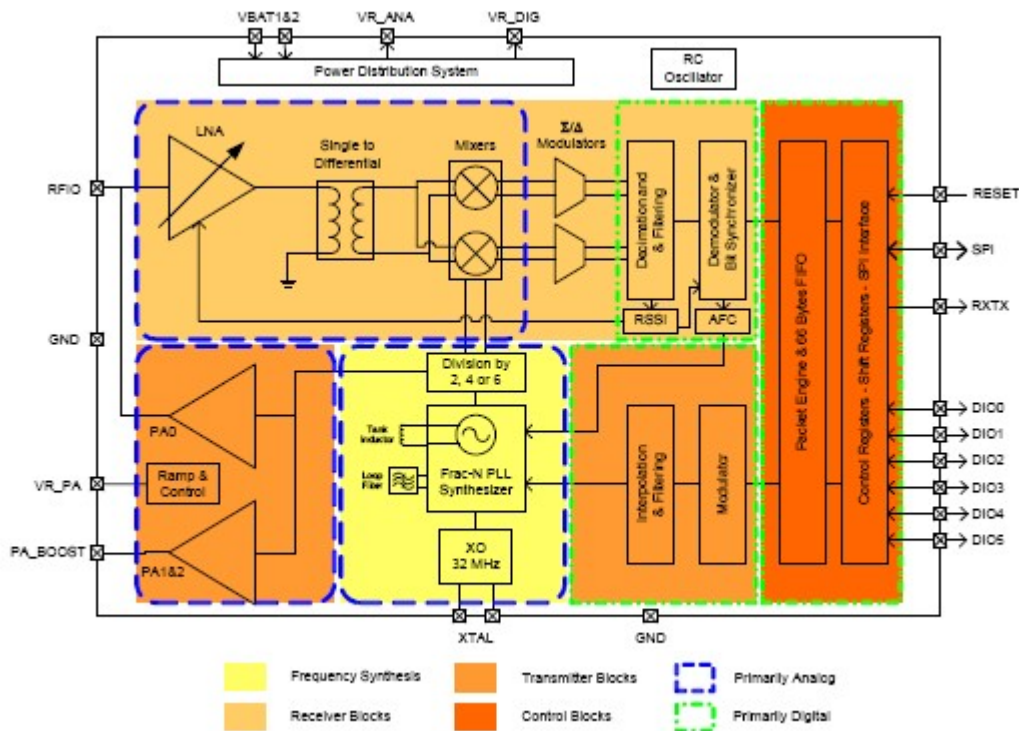 VBAT1&2
VR_ANA
VR_DIG
Power Distribution System
RC
Oscillator
LNA
Single to
Differential
Mixers
Σ/Δ
Modulators
Decimation and
& Filtering
Demodulator &
Bit Synchronizer
Packet Engine & 66 Bytes FIFO
Control Registers - Shift Registers - SPI Interface
RFIO
RESET
SPI
RXTX
RSSI
AFC
GND
Division by
2, 4 or 6
PA0
Tank
Inductor
Frac-N PLL
Synthesizer
Loop
Filter
Interpolation
& Filtering
Modulator
VR_PA
Ramp &
Control
PA_BOOST
PA1&2
XO
32 MHz
DIO0
DIO1
DIO2
DIO3
DIO4
DIO5
XTAL
GND
Frequency Synthesis
Transmitter Blocks
Primarily Analog
Receiver Blocks
Control Blocks
Primarily Digital